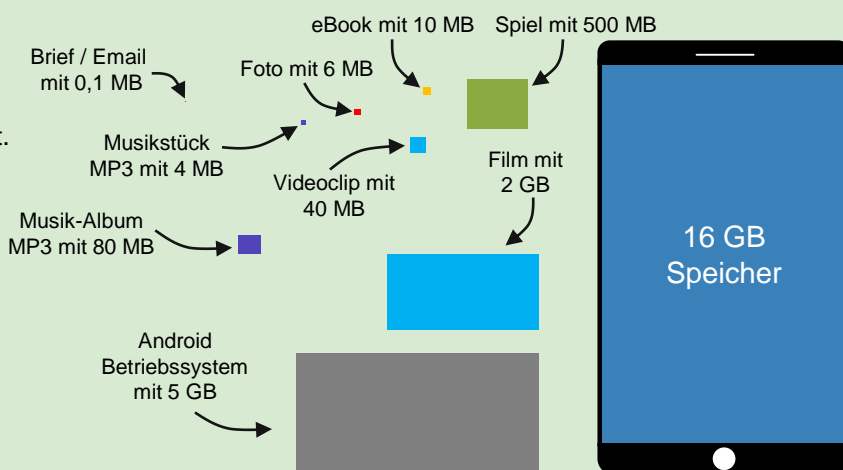 eBook mit 10 MB
Spiel mit 500 MB
Brief / Email
mit 0,1 MB
Foto mit 6 MB
Musikstück
MP3 mit 4 MB
Videoclip mit
40 MB
Film mit
2 GB
Musik-Album
MP3 mit 80 MB
16 GB
Speicher
Android
Betriebssystem
mit 5 GB